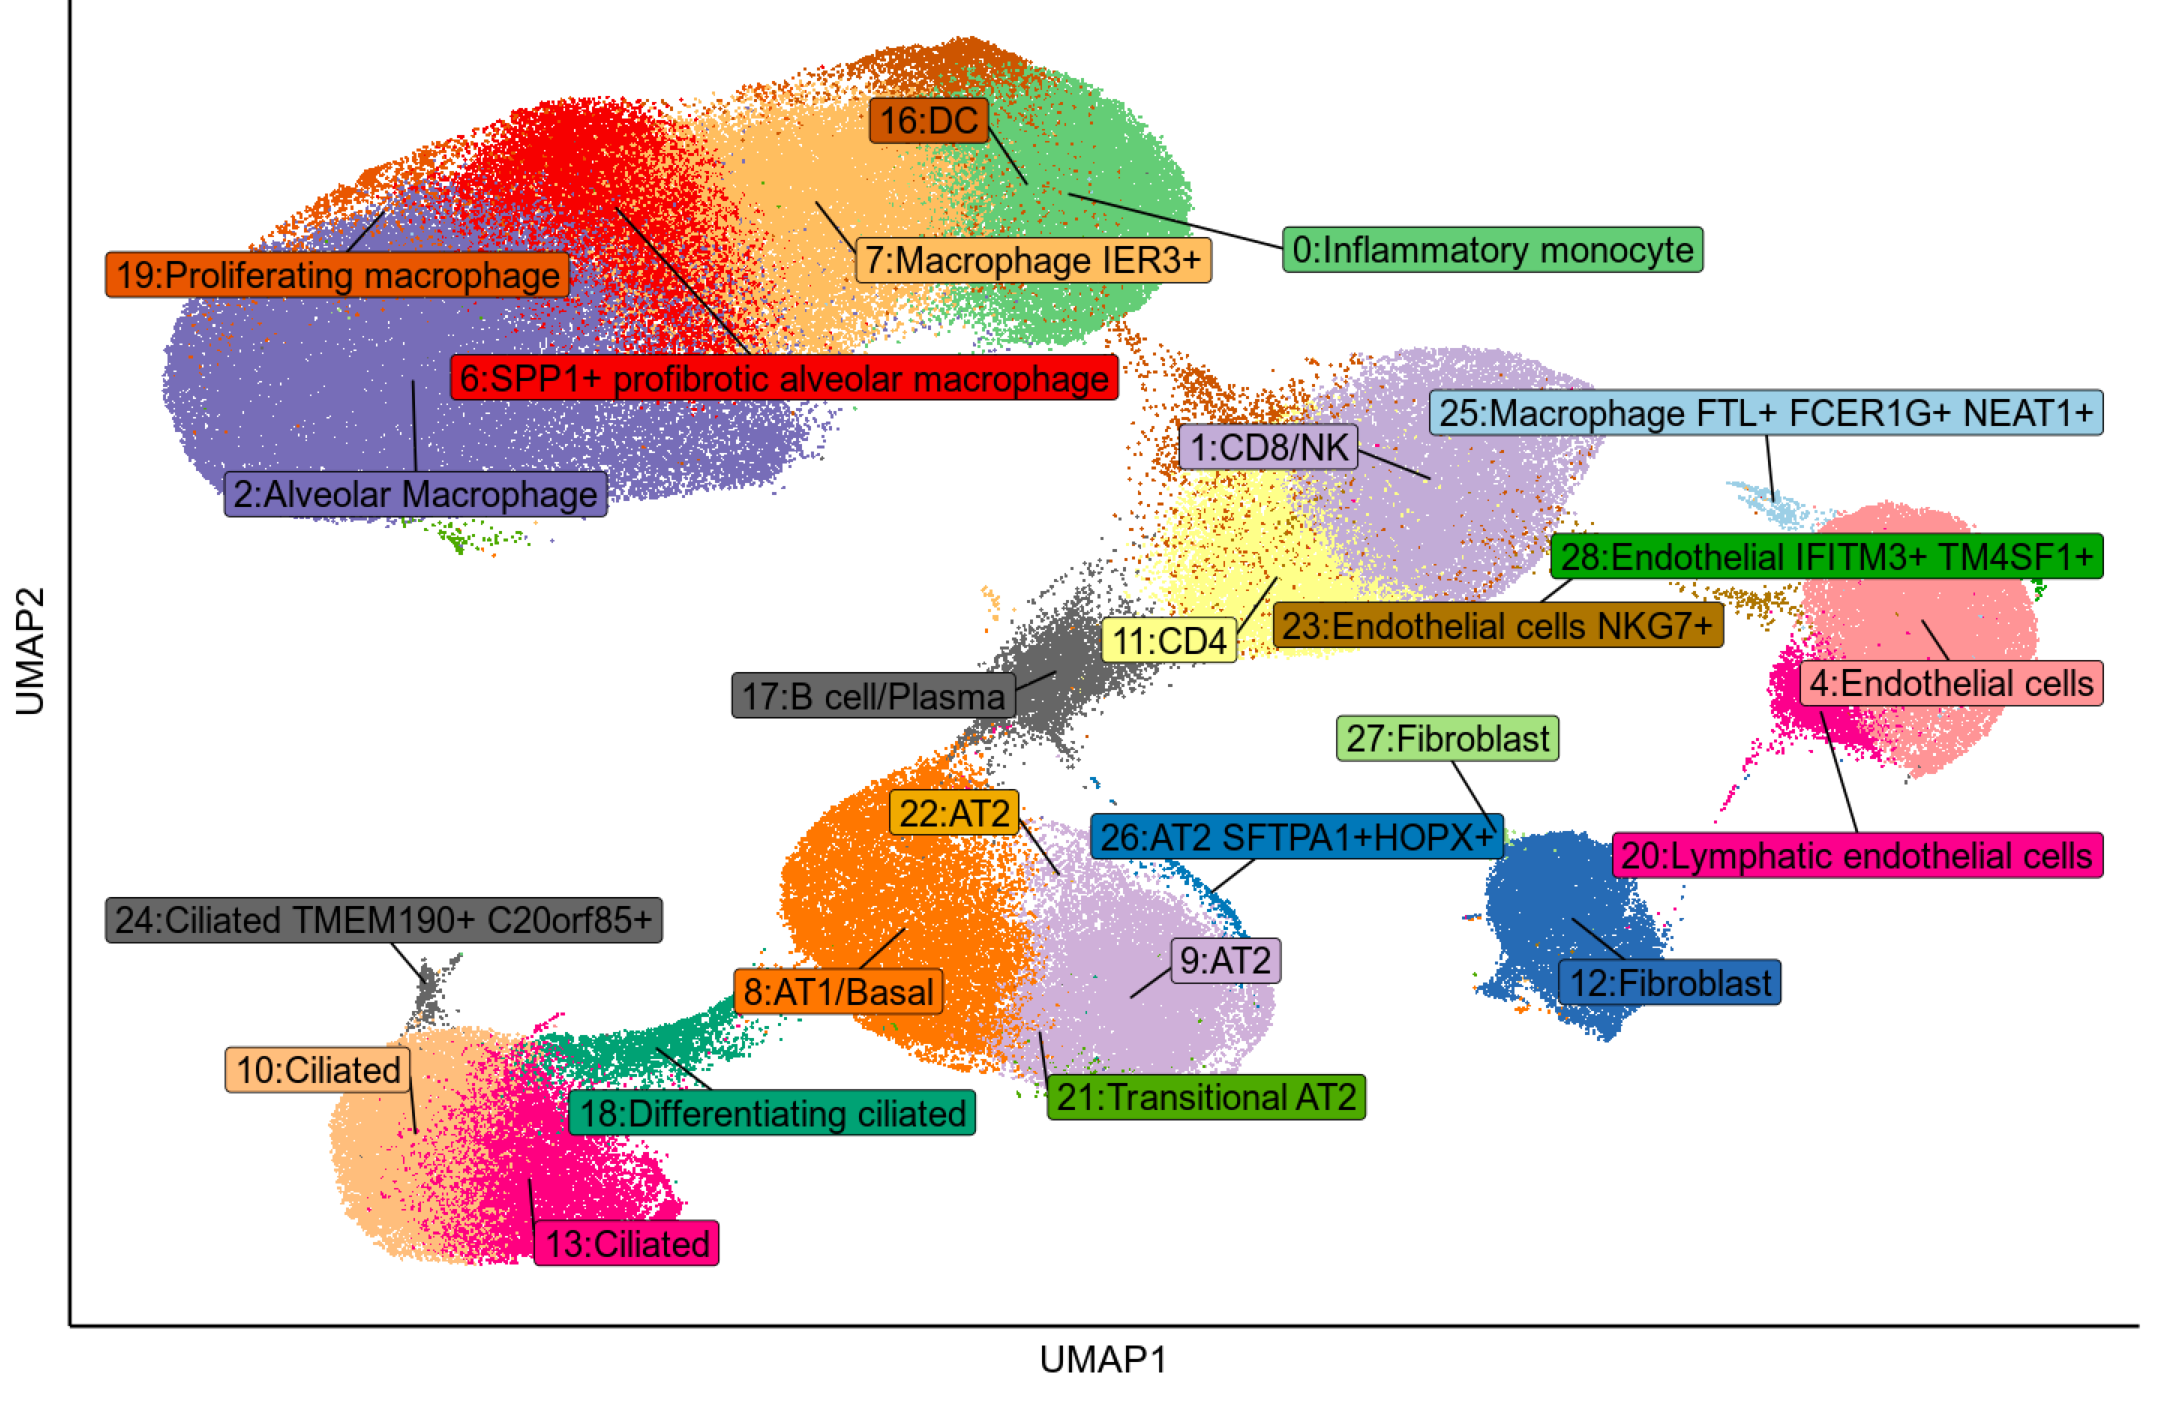 16:DC
0:Inflammatory monocyte
7:Macrophage IER3+
19:Proliferating macrophage
6:SPP1+ profibrotic alveolar macrophage
25:Macrophage FTL+ FCER1G+ NEAT1+
1:CD8/NK
2:Alveolar Macrophage
28:Endothelial IFITM3+ TM4SF1+
23:Endothelial cells NKG7+
11:CD4
4:Endothelial cells
17:B cell/Plasma
27:Fibroblast
22:AT2
26:AT2 SFTPA1+HOPX+
20:Lymphatic endothelial cells
24:Ciliated TMEM190+ C20orf85+
9:AT2
12:Fibroblast
8:AT1/Basal
10:Ciliated
21:Transitional AT2
18:Differentiating ciliated
13:Ciliated
UMAP2
UMAP1